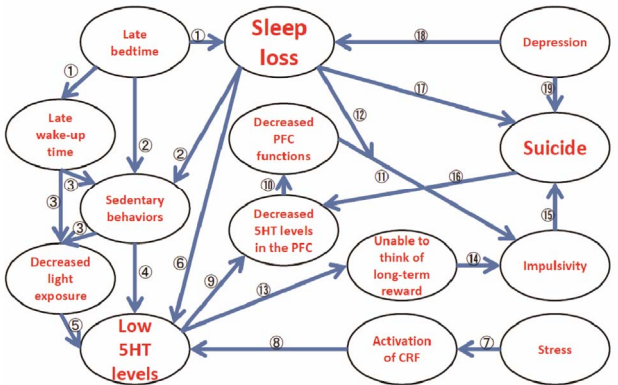 Late
bedtime
①
Sleep
loss
⑱
Depression
①
②
②
⑫
⑰
⑲
Late
wake-up
time
Decreased
PFC
functions
Suicide
③
③
Sedentary
behaviors
⑩
⑪
⑯
③
Decreased
5HT levels
in the PFC
⑮
Decreased
light
exposure
④
⑥
⑨
⑬
Unable to
think of
long-term
reward
⑭
Impulsivity
⑤
Low
5HT
levels
⑧
Activation
of CRF
⑦
Stress